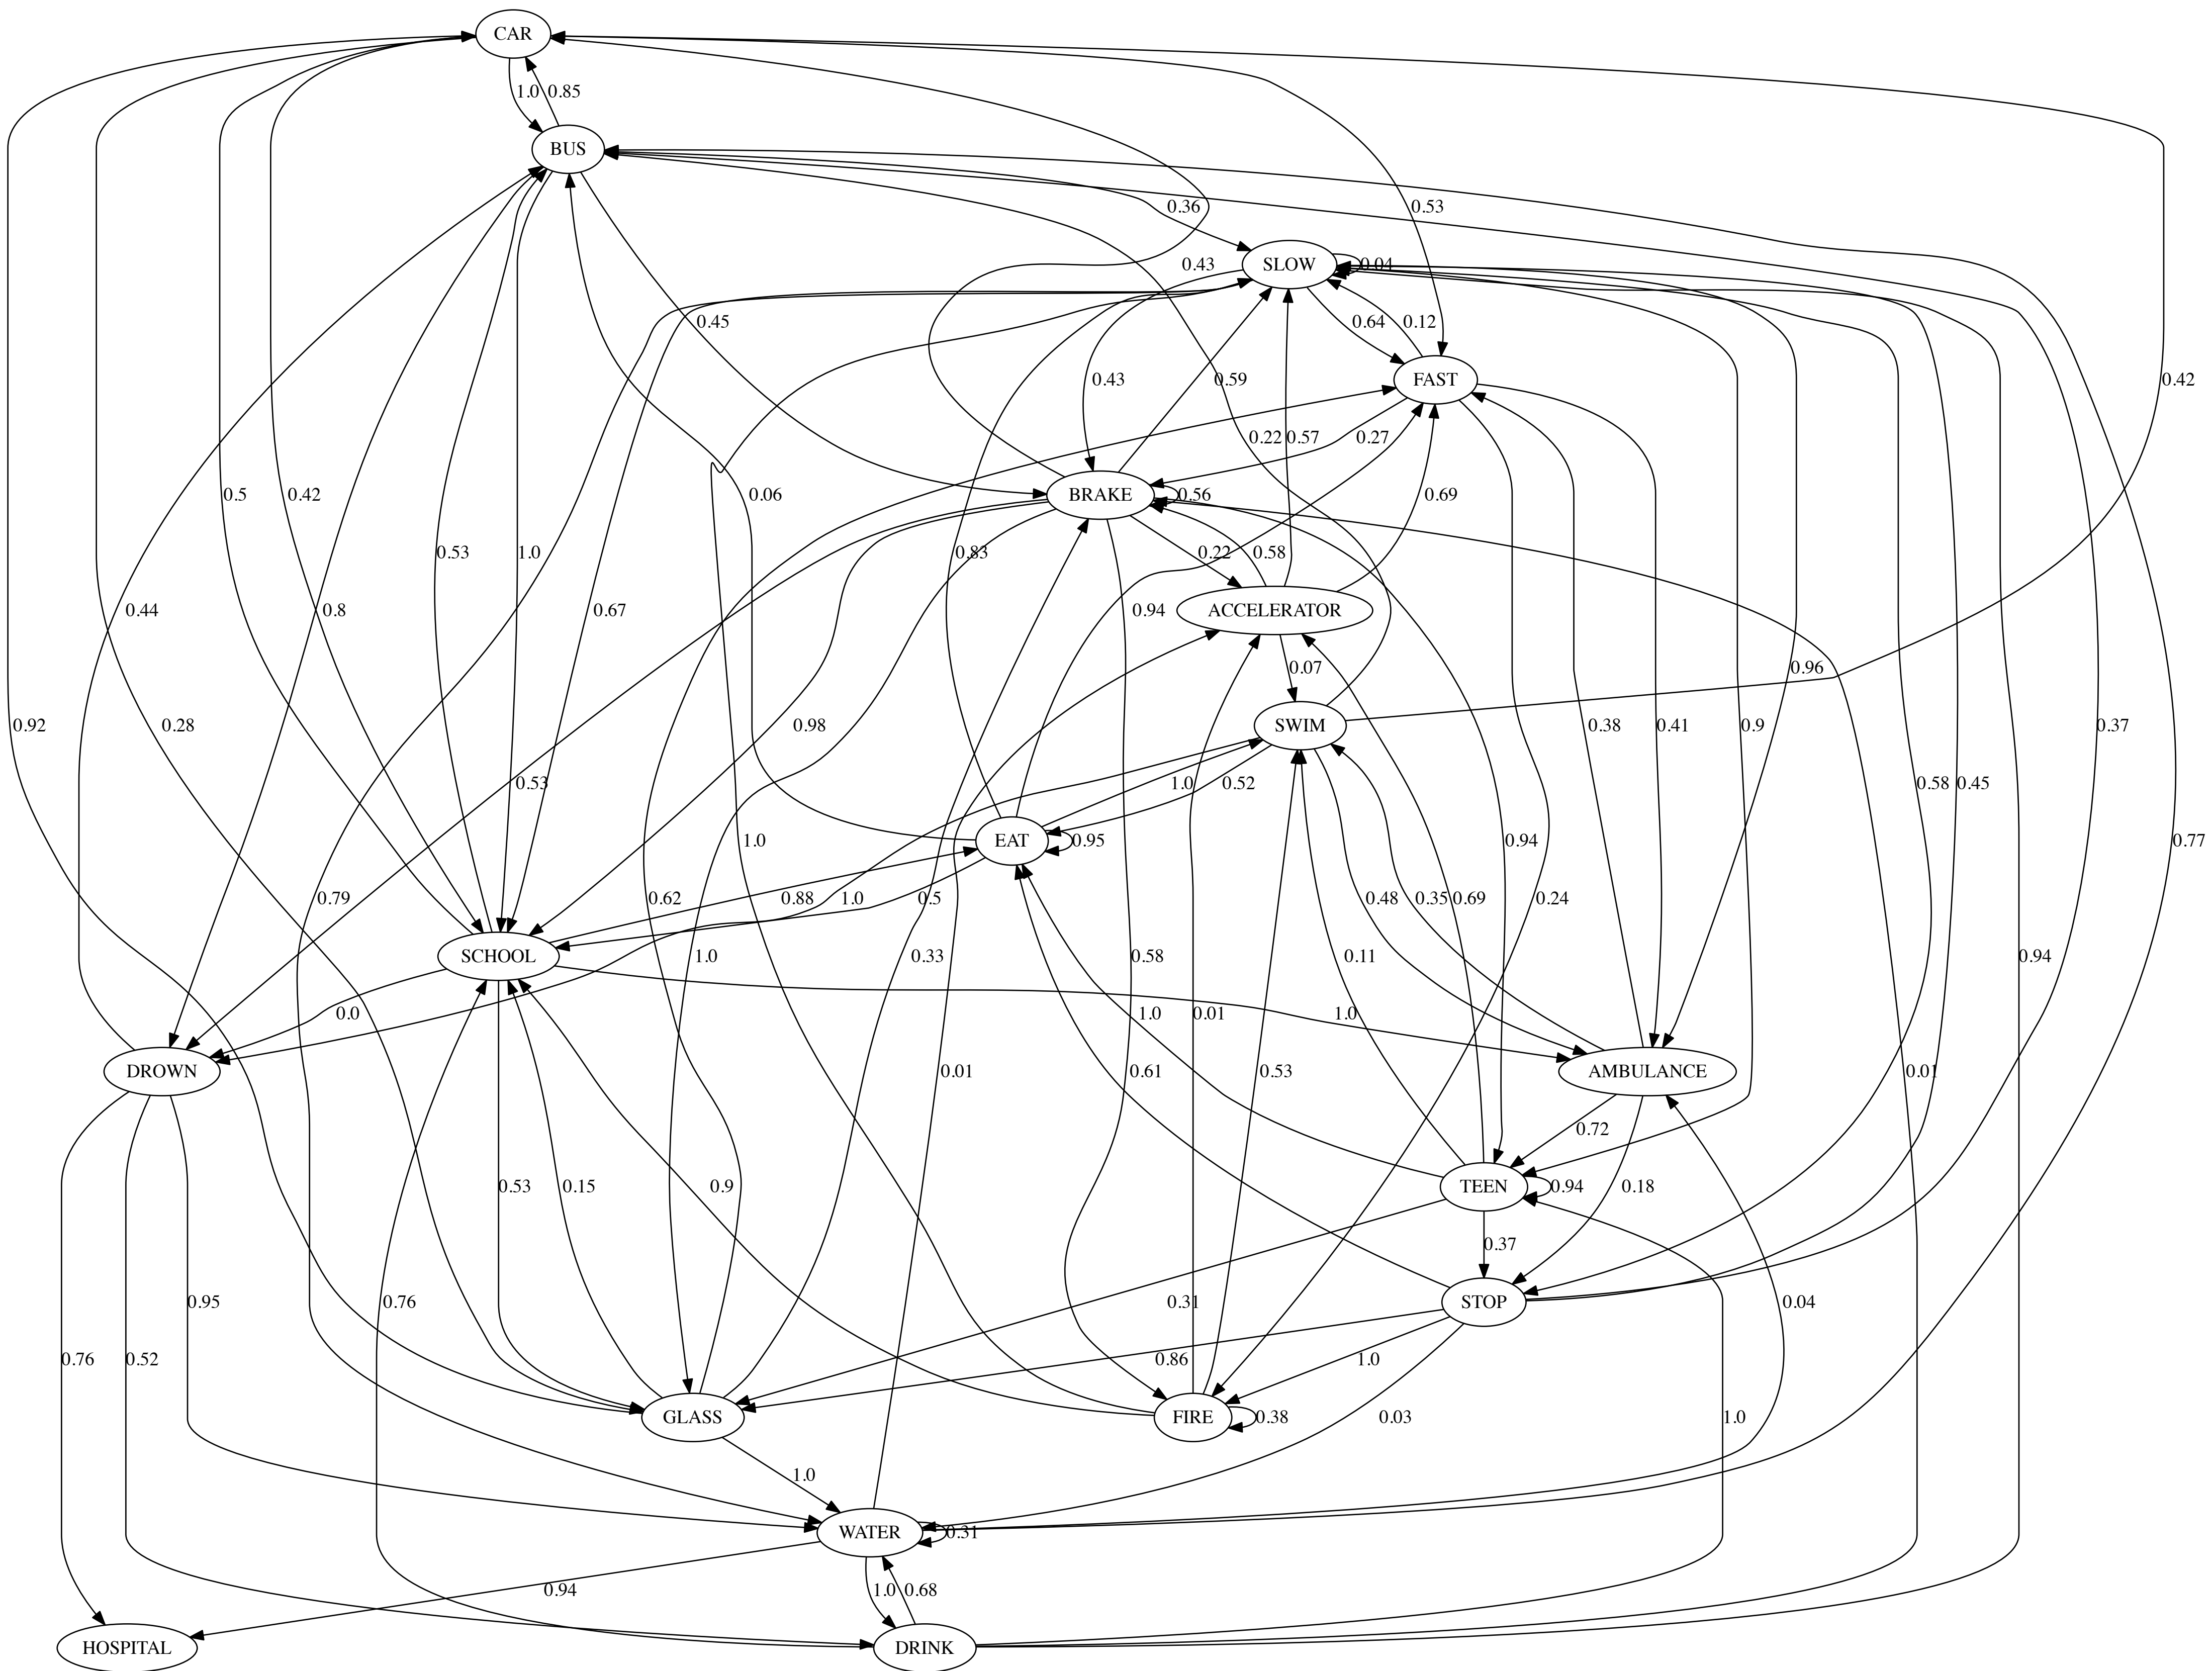 CAR
1.0 0.85
BUS
0.36 0.53
0.43 SLOW 0.04
0.45 0.64 0.12
0.43 0.59 FAST 0.42
0.22 0.57 0.27
0.5 0.42 0.06 BRAKE 0.56 0.69
0.53 1.0 0.83 0.22 0.58
0.44 0.8 0.67 0.94 ACCELERATOR
0.07 0.96
0.92 0.28 0.98 SWIM 0.38 0.41 0.9 0.37
0.53 1.0 0.52 0.58 0.45
1.0 EAT 0.95 0.94 0.77
0.79 0.62 0.88 1.0 0.5 0.48 0.35 0.69 0.24
SCHOOL 1.0 0.33 0.58 0.11 0.94
0.0 1.0 0.01 1.0
DROWN 0.01 0.61 0.53 AMBULANCE 0.01
0.72
0.53 0.15 0.9 TEEN 0.94 0.18
0.37
0.95 0.76 0.31 STOP 0.04
0.76 0.52 0.86 1.0
GLASS FIRE 0.38 0.03 1.0
1.0
WATER 0.31
0.94 1.0 0.68
HOSPITAL DRINK